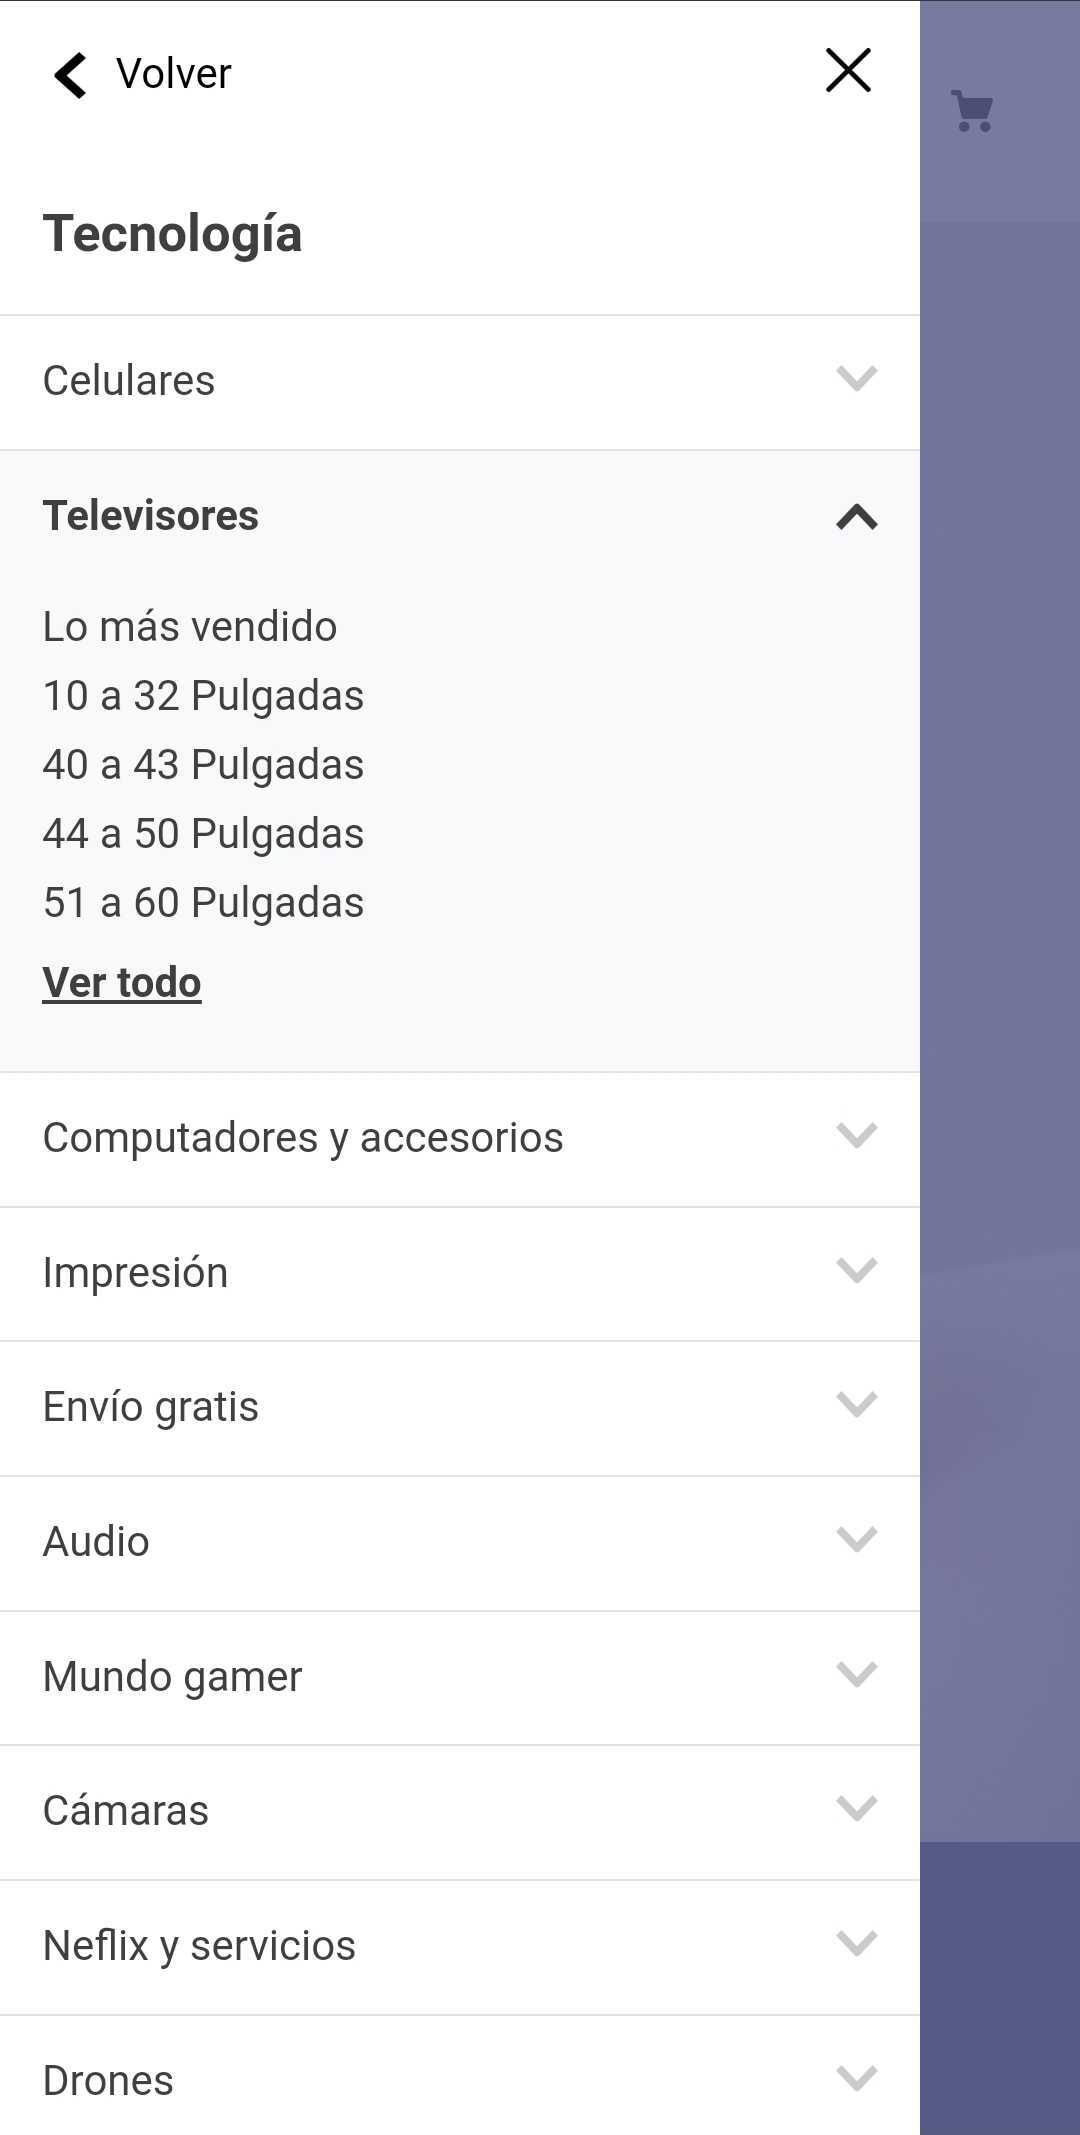 Volver
Tecnología
Celulares
Televisores
Lo más vendido
10 a 32 Pulgadas
40 a 43 Pulgadas
44 a 50 Pulgadas
51 a 60 Pulgadas
Ver todo
Computadores y accesorios
Impresión
Envío gratis
Audio
Mundo gamer
Cámaras
Neflix y servicios
Drones